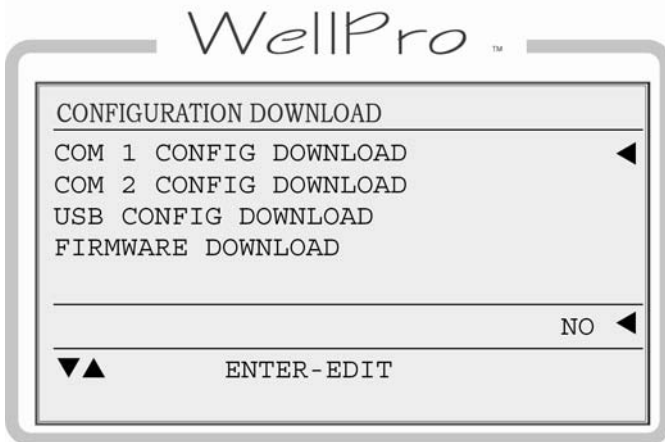 WellPro ™
CONFIGURATION DOWNLOAD
COM 1 CONFIG DOWNLOAD ◀
COM 2 CONFIG DOWNLOAD
USB CONFIG DOWNLOAD
FIRMWARE DOWNLOAD
NO ◀
▼▲ ENTER-EDIT